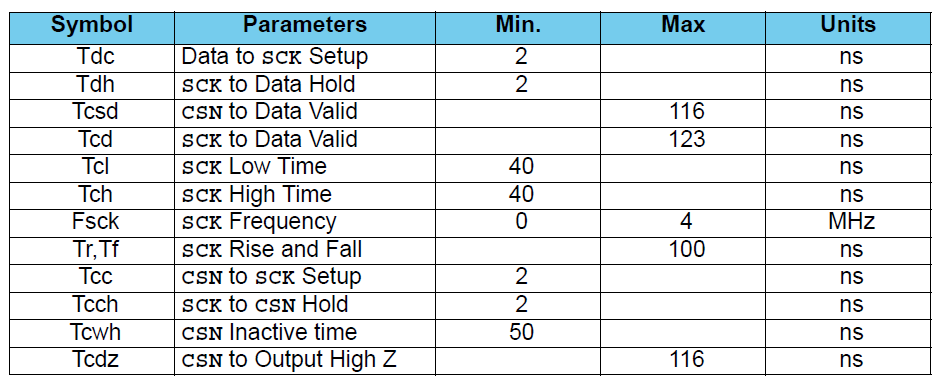 Symbol Parameters Min. Max Units
Tdc Data to SCK Setup 2 ns
Tdh SCK to Data Hold 2 ns
Tcsd CSN to Data Valid 116 ns
Tcd SCK to Data Valid 123 ns
Tcl SCK Low Time 40 ns
Tch SCK High Time 40 ns
Fsck SCK Frequency 0 4 MHz
Tr,Tf SCK Rise and Fall 100 ns
Tcc CSN to SCK Setup 2 ns
Tcch SCK to CSN Hold 2 ns
Tcwh CSN Inactive time 50 ns
Tcdz CSN to Output High Z 116 ns